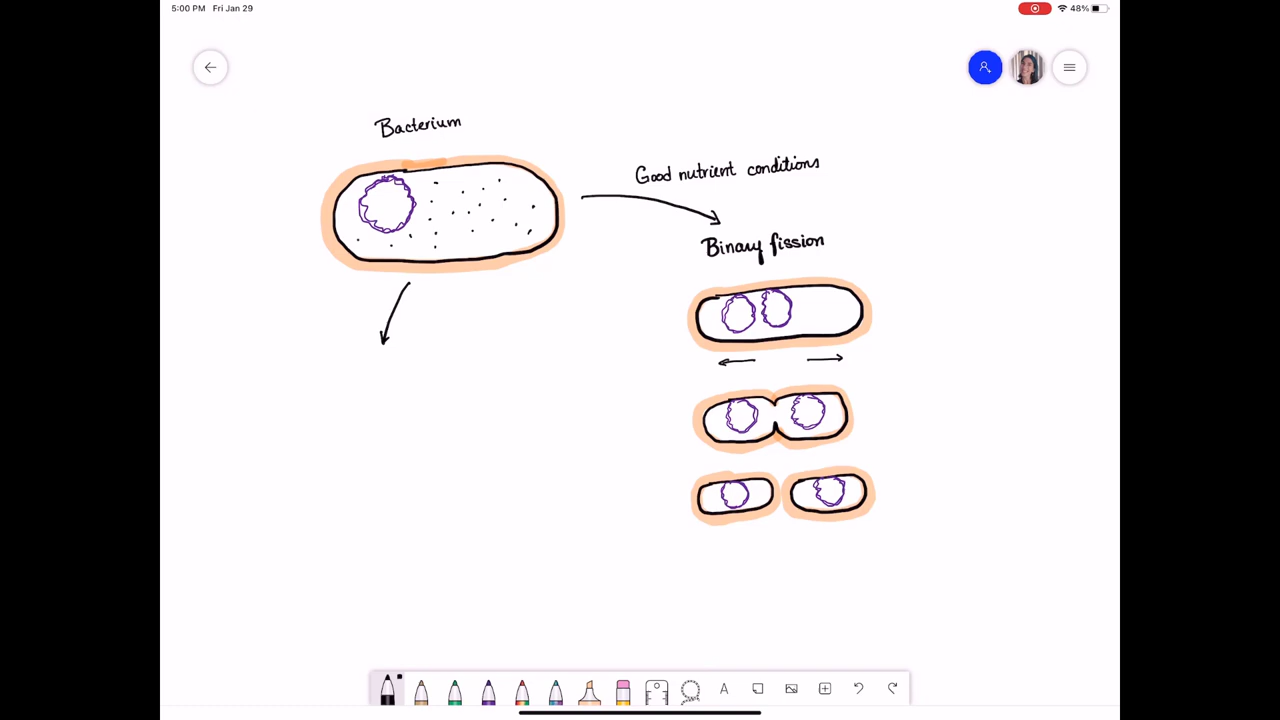 5:00 PM Fri Jan 29
48%
Bacterium
Good nutrient conditions
Binary fission
A